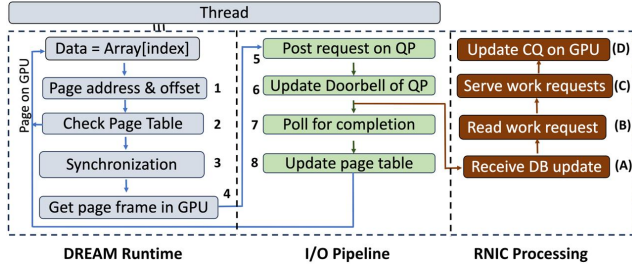 Thread
Page on GPU
Data = Array[index]
Page address & offset
1
Check Page Table
2
Synchronization
3
Get page frame in GPU
4
DREAM Runtime
Post request on QP
5
Update Doorbell of QP
6
Poll for completion
7
Update page table
8
I/O Pipeline
Update CQ on GPU
(D)
Serve work requests
(C)
Read work request
(B)
Receive DB update
(A)
RNIC Processing